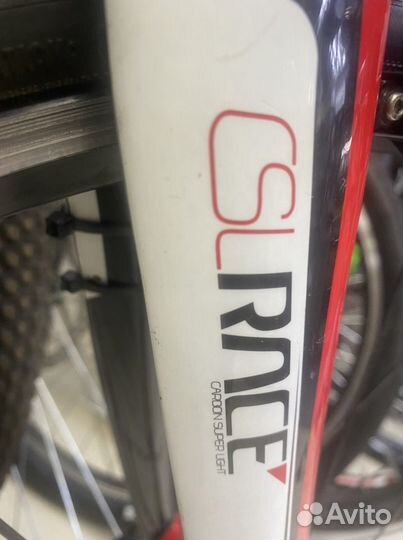 CSL RACE
CARBON SUPER LIGHT
Avito